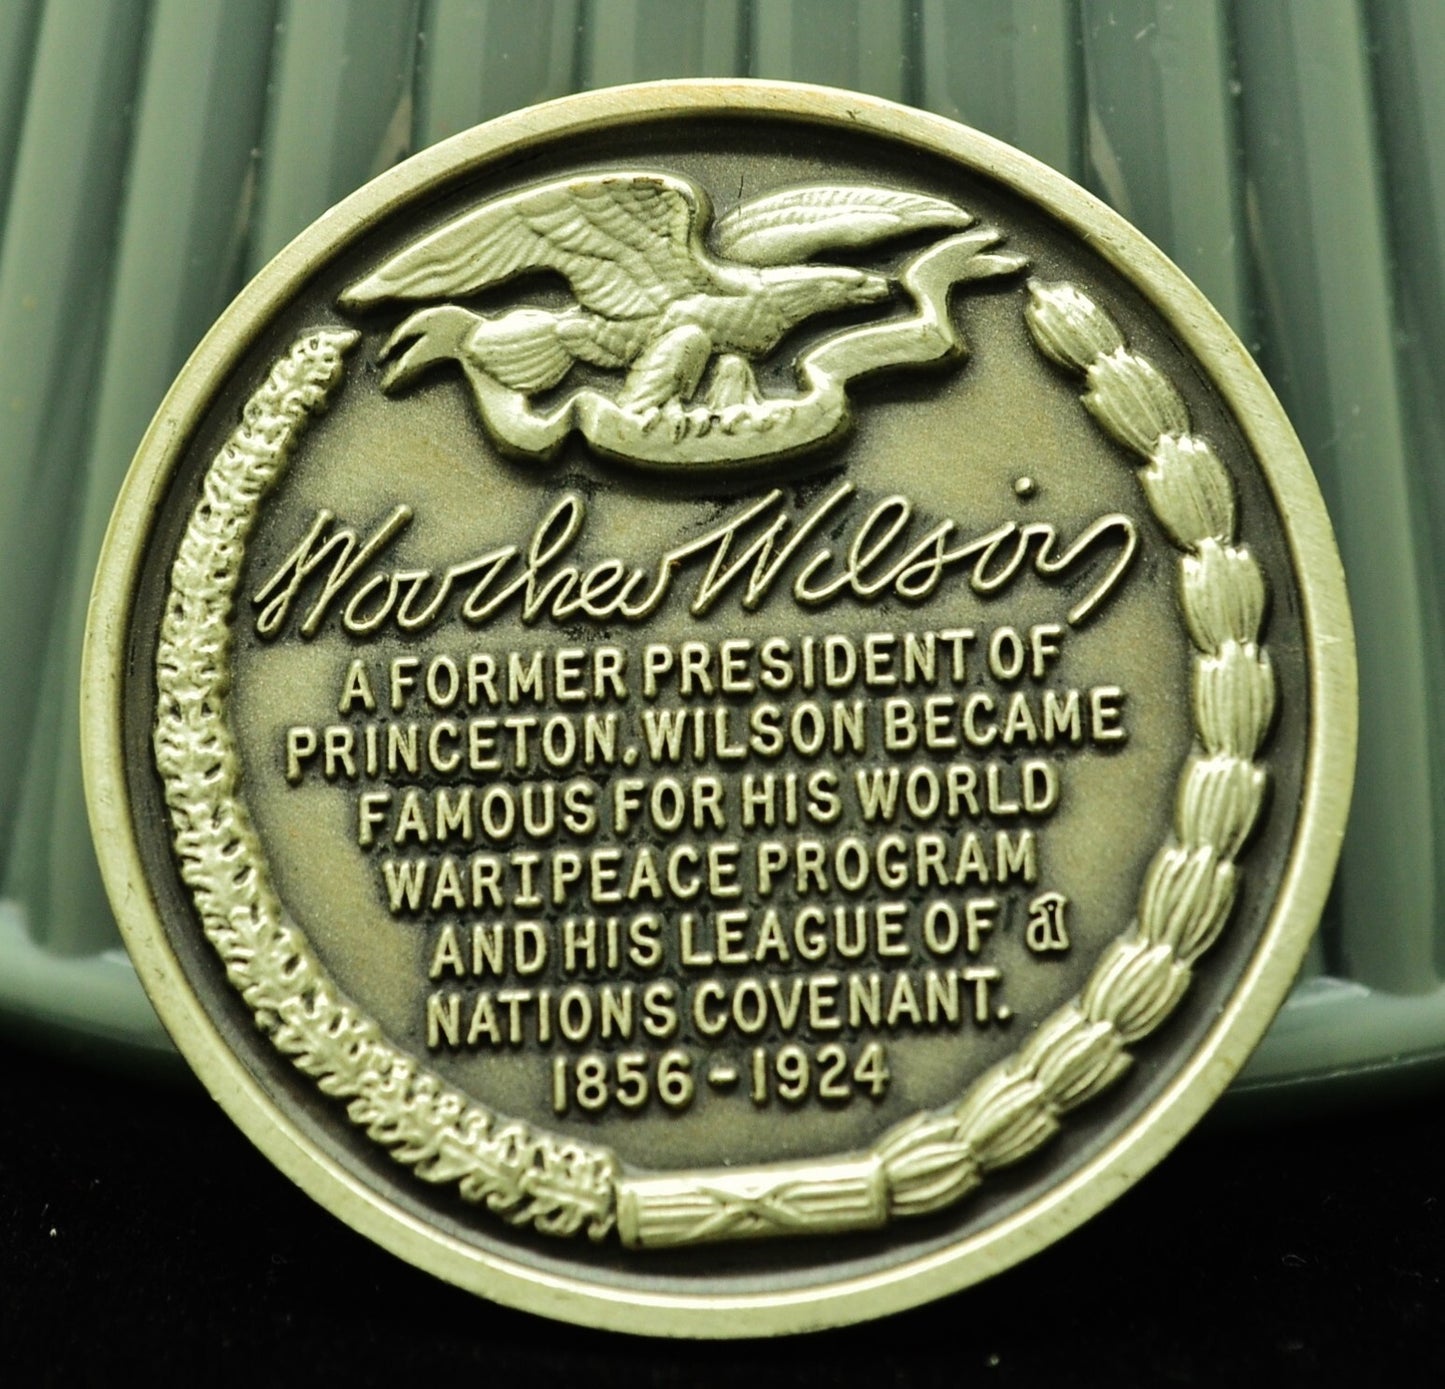 Woodrow Wilson
A FORMER PRESIDENT OF
PRINCETON, WILSON BECAME
FAMOUS FOR HIS WORLD
WAR I PEACE PROGRAM
AND HIS LEAGUE OF
NATIONS COVENANT.
1856-1924